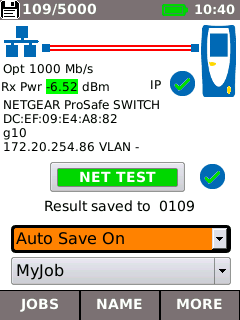 109/5000 10:40
Opt 1000 Mb/s
Rx Pwr -6.52 dBm IP
NETGEAR ProSafe SWITCH
DC:EF:09:E4:A8:82
g10
172.20.254.86 VLAN -
NET TEST
Result saved to 0109
Auto Save On
MyJob
JOBS NAME MORE